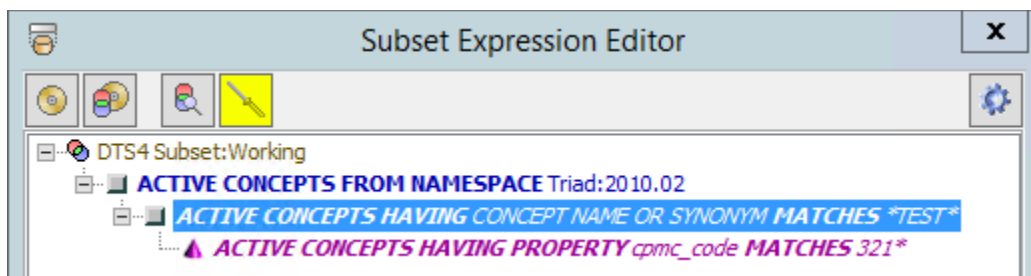 Subset Expression Editor
x
DTS4 Subset:Working
ACTIVE CONCEPTS FROM NAMESPACE Triad:2010.02
ACTIVE CONCEPTS HAVING CONCEPT NAME OR SYNONYM MATCHES *TEST*
ACTIVE CONCEPTS HAVING PROPERTY cpmc_code MATCHES 321*